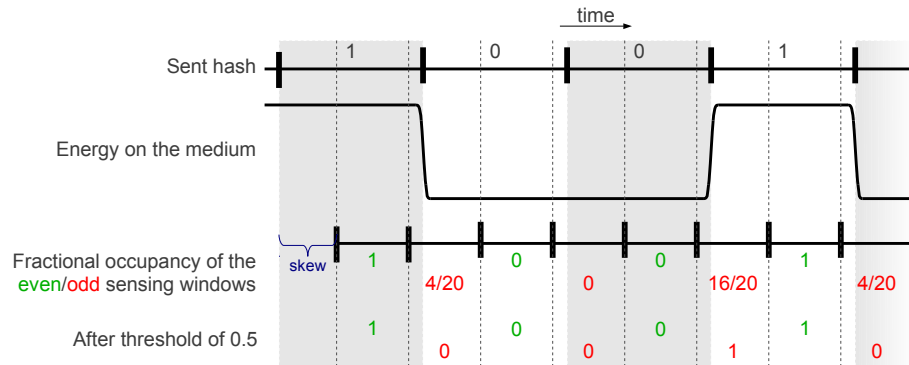 time
Sent hash 1 0 0 1
Energy on the medium
skew
Fractional occupancy of the 1 0 0 1
even/odd sensing windows 4/20 0 16/20 4/20
After threshold of 0.5 1 0 0 1
0 0 1 0